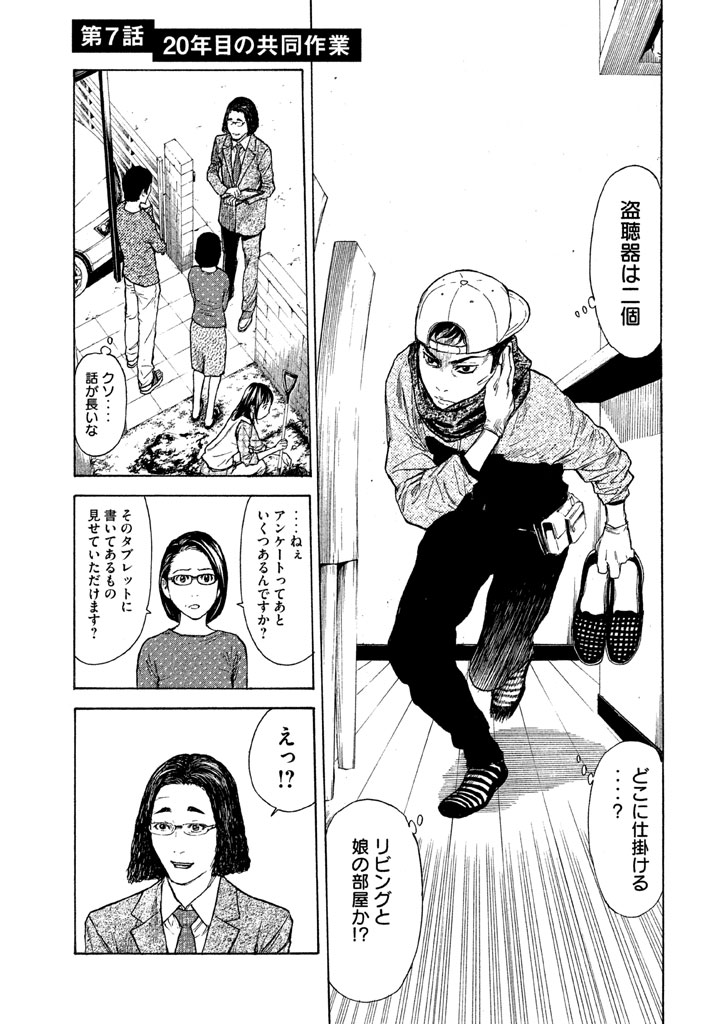 第7話
20年目の共同作業
盗聴器は二個
どこに仕掛ける
‥‥?
リビングと
娘の部屋か!?
クソ‥‥
話が長いな
‥‥ねぇ
アンケートってあと
いくつあるんですか?
そのタブレットに
書いてあるもの
見せていただけます?
えっ!?